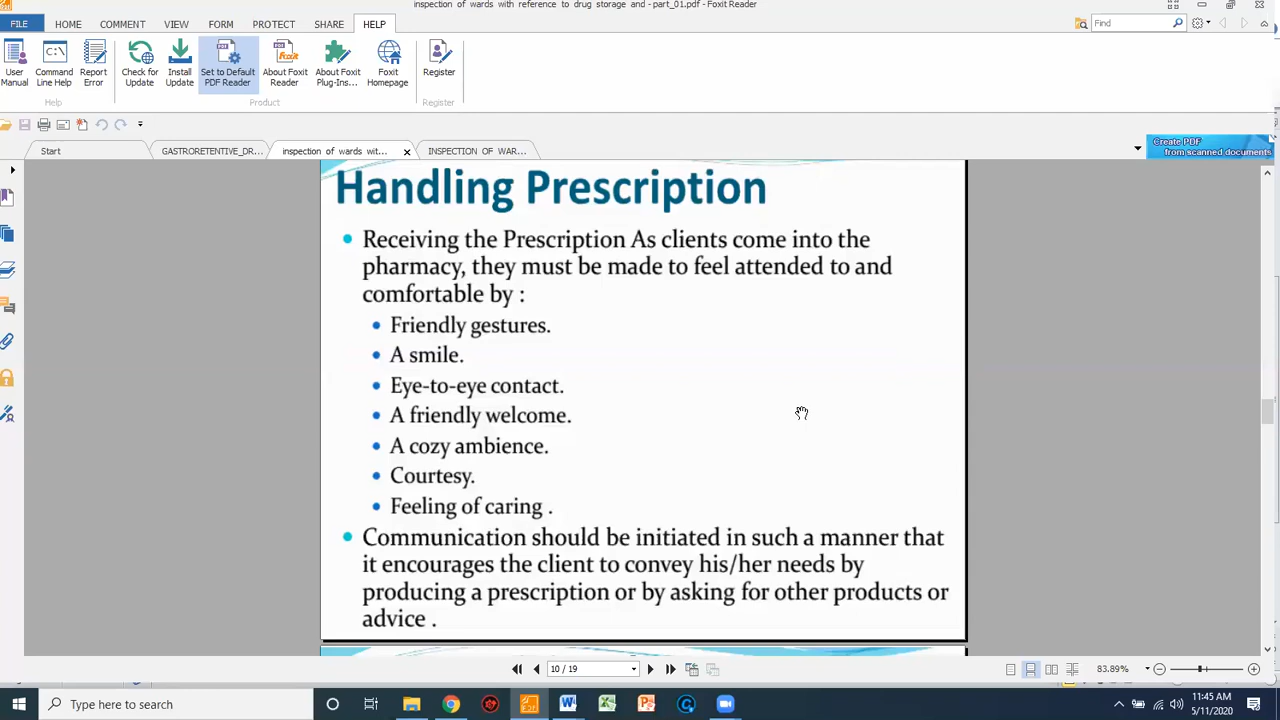 inspection of wards with reference to drug storage and - part_01.pdf - Foxit Reader
FILE HOME COMMENT VIEW FORM PROTECT SHARE HELP Find
User Manual
Command Line Help
Report Error
Check for Update
Install Update
Set to Default PDF Reader
About Foxit Reader
About Foxit Plug-Ins...
Foxit Homepage
Register
Help Product Register
Start GASTRORETENTIVE_DR... inspection of wards wit... INSPECTION OF WAR...
Create PDF
from scanned documents
Handling Prescription
• Receiving the Prescription As clients come into the
pharmacy, they must be made to feel attended to and
comfortable by :
• Friendly gestures.
• A smile.
• Eye-to-eye contact.
• A friendly welcome.
• A cozy ambience.
• Courtesy.
• Feeling of caring .
• Communication should be initiated in such a manner that
it encourages the client to convey his/her needs by
producing a prescription or by asking for other products or
advice .
10 / 19 83.89%
Type here to search
11:45 AM
5/11/2020